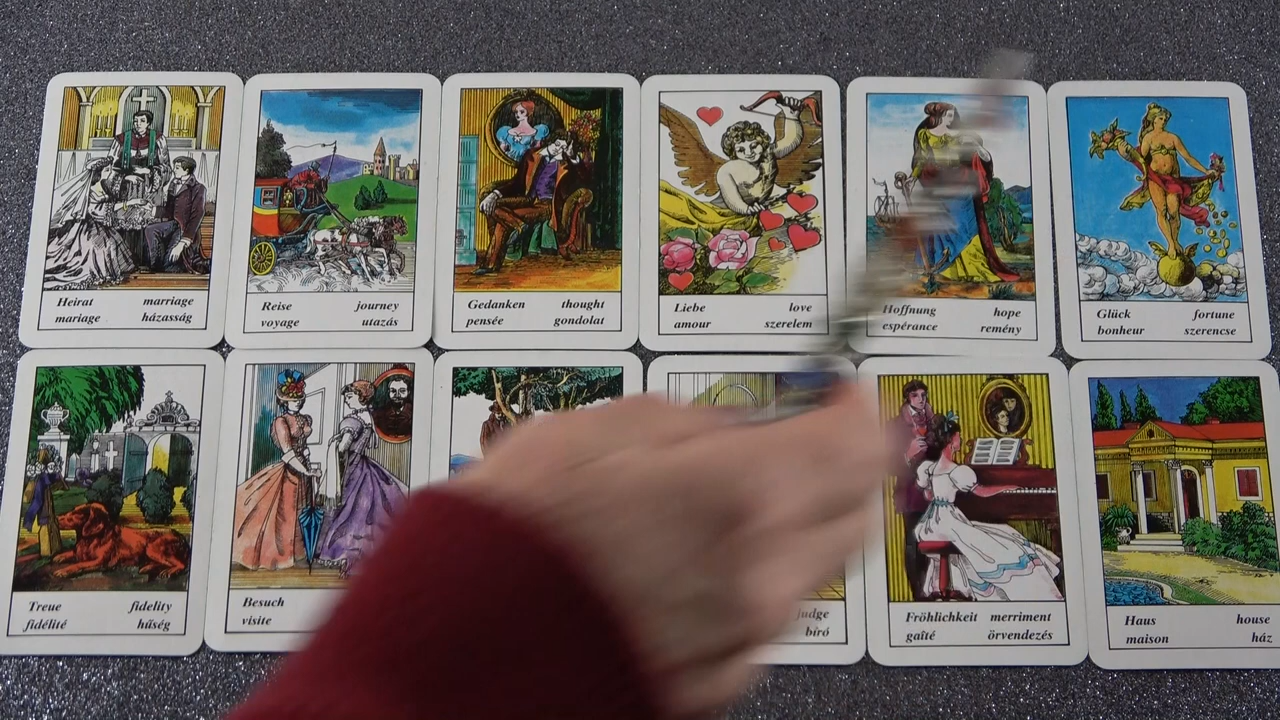 Heirat marriage
mariage házasság
Reise journey
voyage utazás
Gedanken thought
pensée gondolat
Liebe love
amour szerelem
Hoffnung hope
espérance remény
Glück fortune
bonheur szerencse
Treue fidelity
fidélité hűség
Besuch
visite
judge
bíró
Fröhlichkeit merriment
gaîté örvendezés
Haus house
maison ház